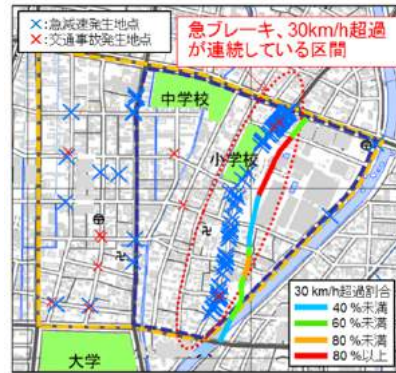 ×:急減速発生地点
×:交通事故発生地点
急ブレーキ、30km/h超過
が連続している区間
中学校
小学校
大学
30 km/h超過割合
40 %未満
60 %未満
80 %未満
80 %以上